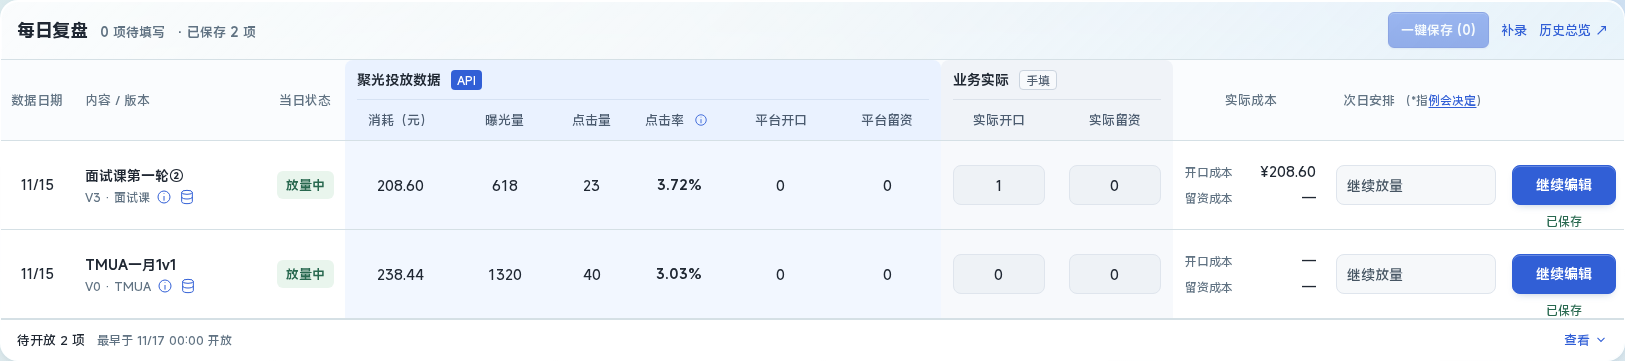 每日复盘 0 项待填写 · 已保存 2 项 一键保存 (0) 补录 历史总览 ↗
聚光投放数据 API 业务实际 手填
数据日期 内容 / 版本 当日状态 实际成本 次日安排 (*指例会决定)
消耗（元） 曝光量 点击量 点击率 平台开口 平台留资 实际开口 实际留资
11/15 面试课第一轮② 放量中 208.60 618 23 3.72% 0 0 1 0 开口成本 ¥208.60 继续放量 继续编辑
V3 · 面试课 留资成本 —
已保存
11/15 TMUA一月1v1 放量中 238.44 1320 40 3.03% 0 0 0 0 开口成本 — 继续放量 继续编辑
V0 · TMUA 留资成本 —
已保存
待开放 2 项 最早于 11/17 00:00 开放 查看